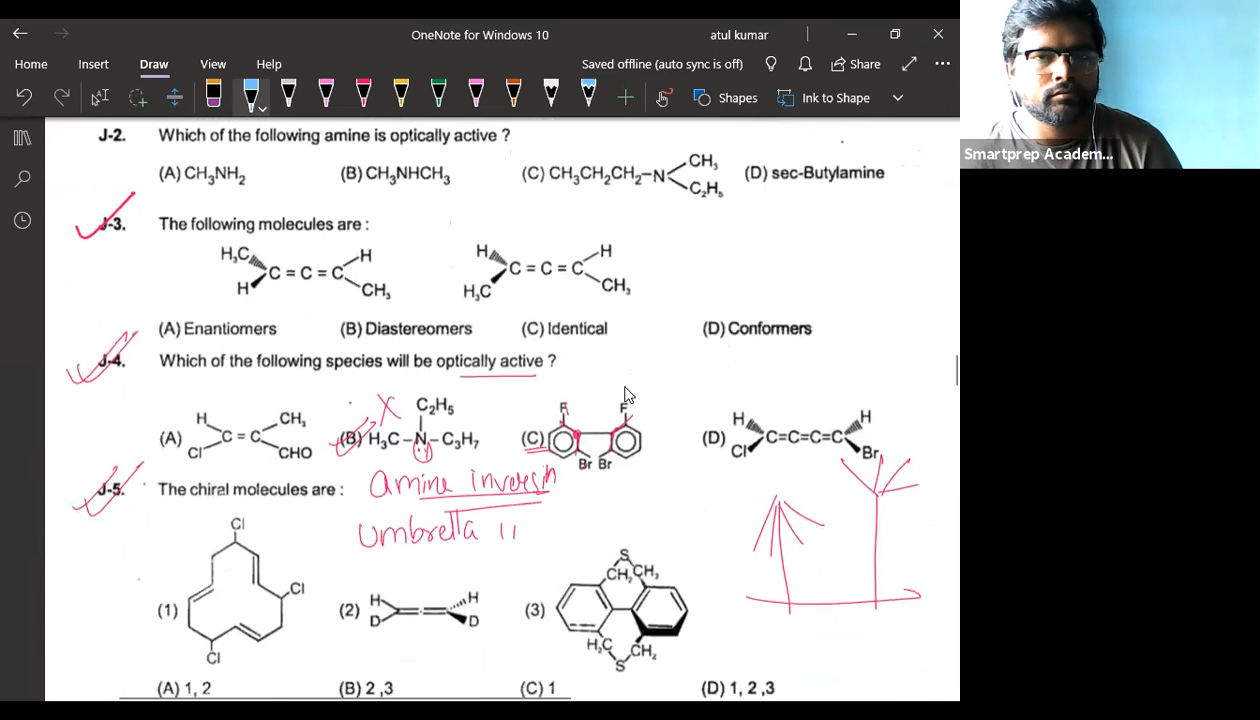 OneNote for Windows 10
atul kumar
Home Insert Draw View Help
Saved offline (auto sync is off)
Share
Shapes
Ink to Shape
Smartprep Academ...
J-2. Which of the following amine is optically active ?
(A) CH₃NH₂ (B) CH₃NHCH₃ (C) CH₃CH₂CH₂–N CH₃ C₂H₅ (D) sec-Butylamine
J-3. The following molecules are :
H₃C H C = C = C H CH₃
H H₃C C = C = C H CH₃
(A) Enantiomers (B) Diastereomers (C) Identical (D) Conformers
J-4. Which of the following species will be optically active ?
(A) H Cl C = C CH₃ CHO
X
(B) H₃C–N–C₃H₇ C₂H₅
(C) F F Br Br
(D) H Cl C=C=C=C H Br
amine inversin
umbrella 11
J-5. The chiral molecules are :
(1) Cl Cl Cl
(2) H D H D
(3) S CH₂ CH₂ H₂C CH₂ S
(A) 1, 2 (B) 2 ,3 (C) 1 (D) 1, 2 ,3